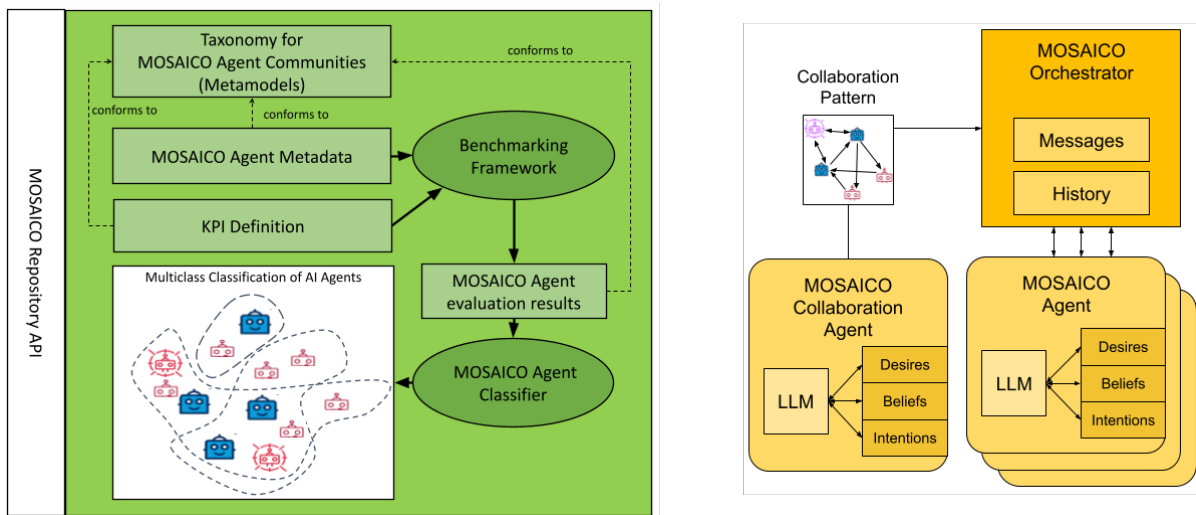 MOSAICO Repository API
Taxonomy for
MOSAICO Agent Communities
(Metamodels)
conforms to
conforms to
conforms to
MOSAICO Agent Metadata
Benchmarking
Framework
KPI Definition
MOSAICO Agent
evaluation results
Multiclass Classification of AI Agents
MOSAICO Agent
Classifier
Collaboration
Pattern
MOSAICO
Orchestrator
Messages
History
MOSAICO
Collaboration
Agent
LLM
Desires
Beliefs
Intentions
MOSAICO
Agent
LLM
Desires
Beliefs
Intentions